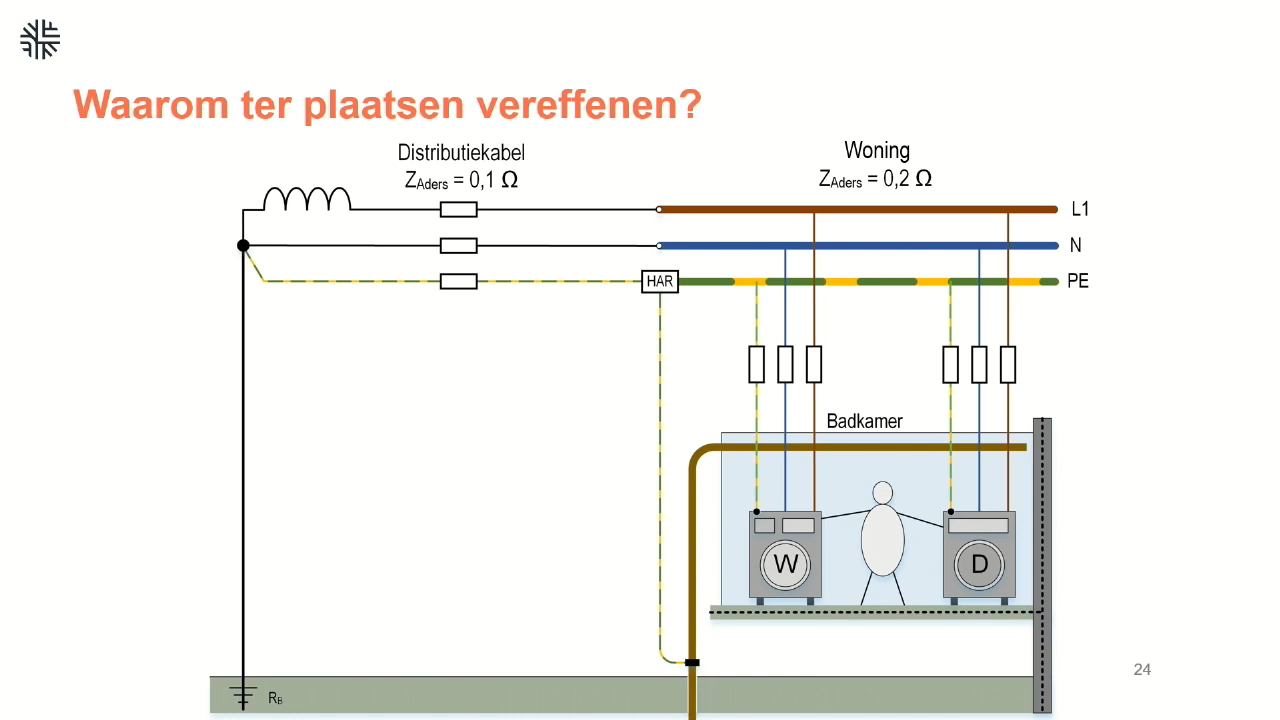 Waarom ter plaatsen vereffenen?
Distributiekabel
ZAders = 0,1 Ω
Woning
ZAders = 0,2 Ω
L1
N
HAR
PE
Badkamer
W
D
RB
24